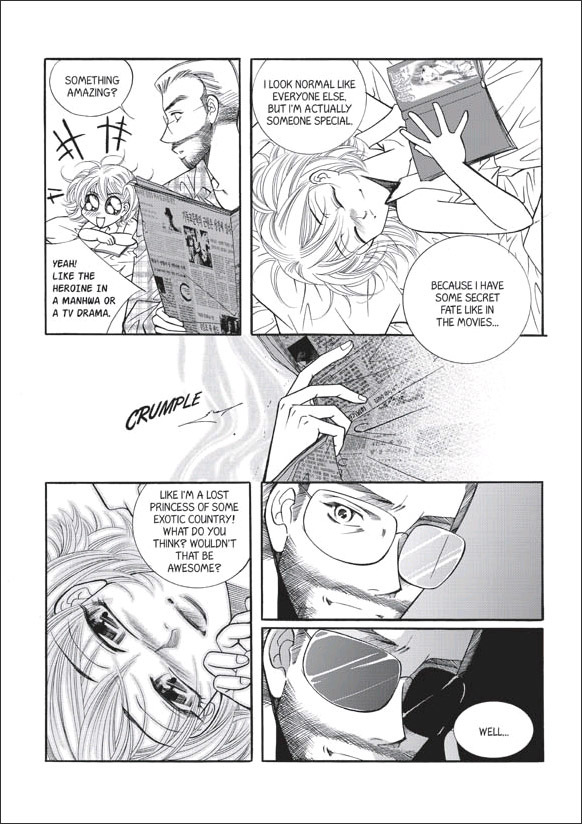 SOMETHING
AMAZING?
YEAH!
LIKE THE
HEROINE IN
A MANHWA OR
A TV DRAMA.
I LOOK NORMAL LIKE
EVERYONE ELSE,
BUT I'M ACTUALLY
SOMEONE SPECIAL.
BECAUSE I HAVE
SOME SECRET
FATE LIKE IN
THE MOVIES...
CRUMPLE
LIKE I'M A LOST
PRINCESS OF SOME
EXOTIC COUNTRY!
WHAT DO YOU
THINK? WOULDN'T
THAT BE
AWESOME?
WELL...